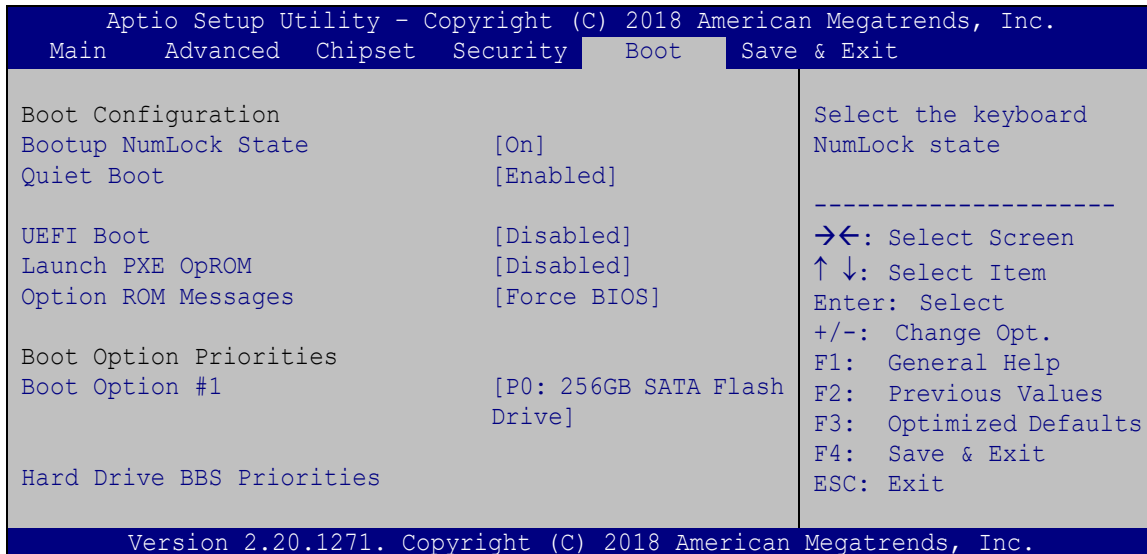 Aptio Setup Utility – Copyright (C) 2018 American Megatrends, Inc.
Main Advanced Chipset Security Boot Save & Exit
Boot Configuration
Bootup NumLock State [On]
Quiet Boot [Enabled]
UEFI Boot [Disabled]
Launch PXE OpROM [Disabled]
Option ROM Messages [Force BIOS]
Boot Option Priorities
Boot Option #1 [P0: 256GB SATA Flash
Drive]
Hard Drive BBS Priorities
Select the keyboard
NumLock state
---------------------
→←: Select Screen
↑ ↓: Select Item
Enter: Select
+/-: Change Opt.
F1: General Help
F2: Previous Values
F3: Optimized Defaults
F4: Save & Exit
ESC: Exit
Version 2.20.1271. Copyright (C) 2018 American Megatrends, Inc.